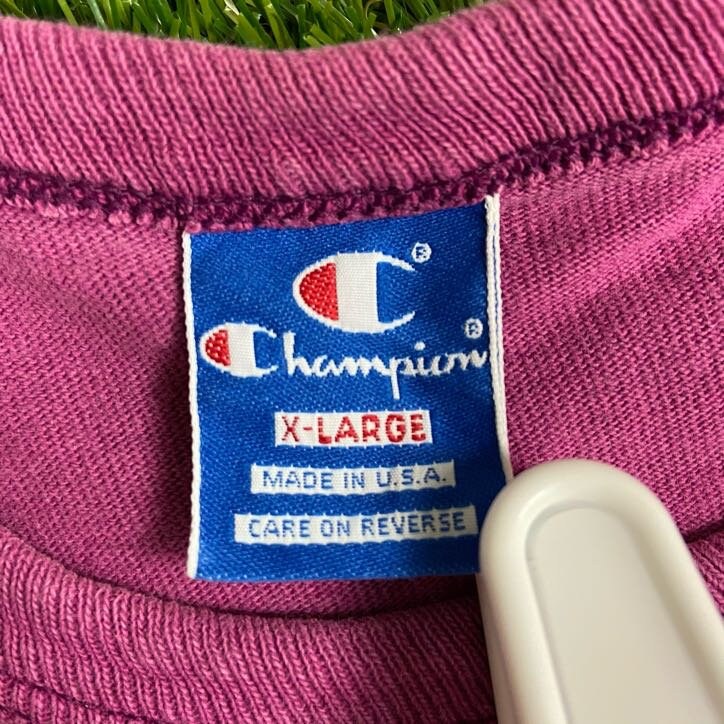 ®
Champion®
X-LARGE
MADE IN U.S.A.
CARE ON REVERSE